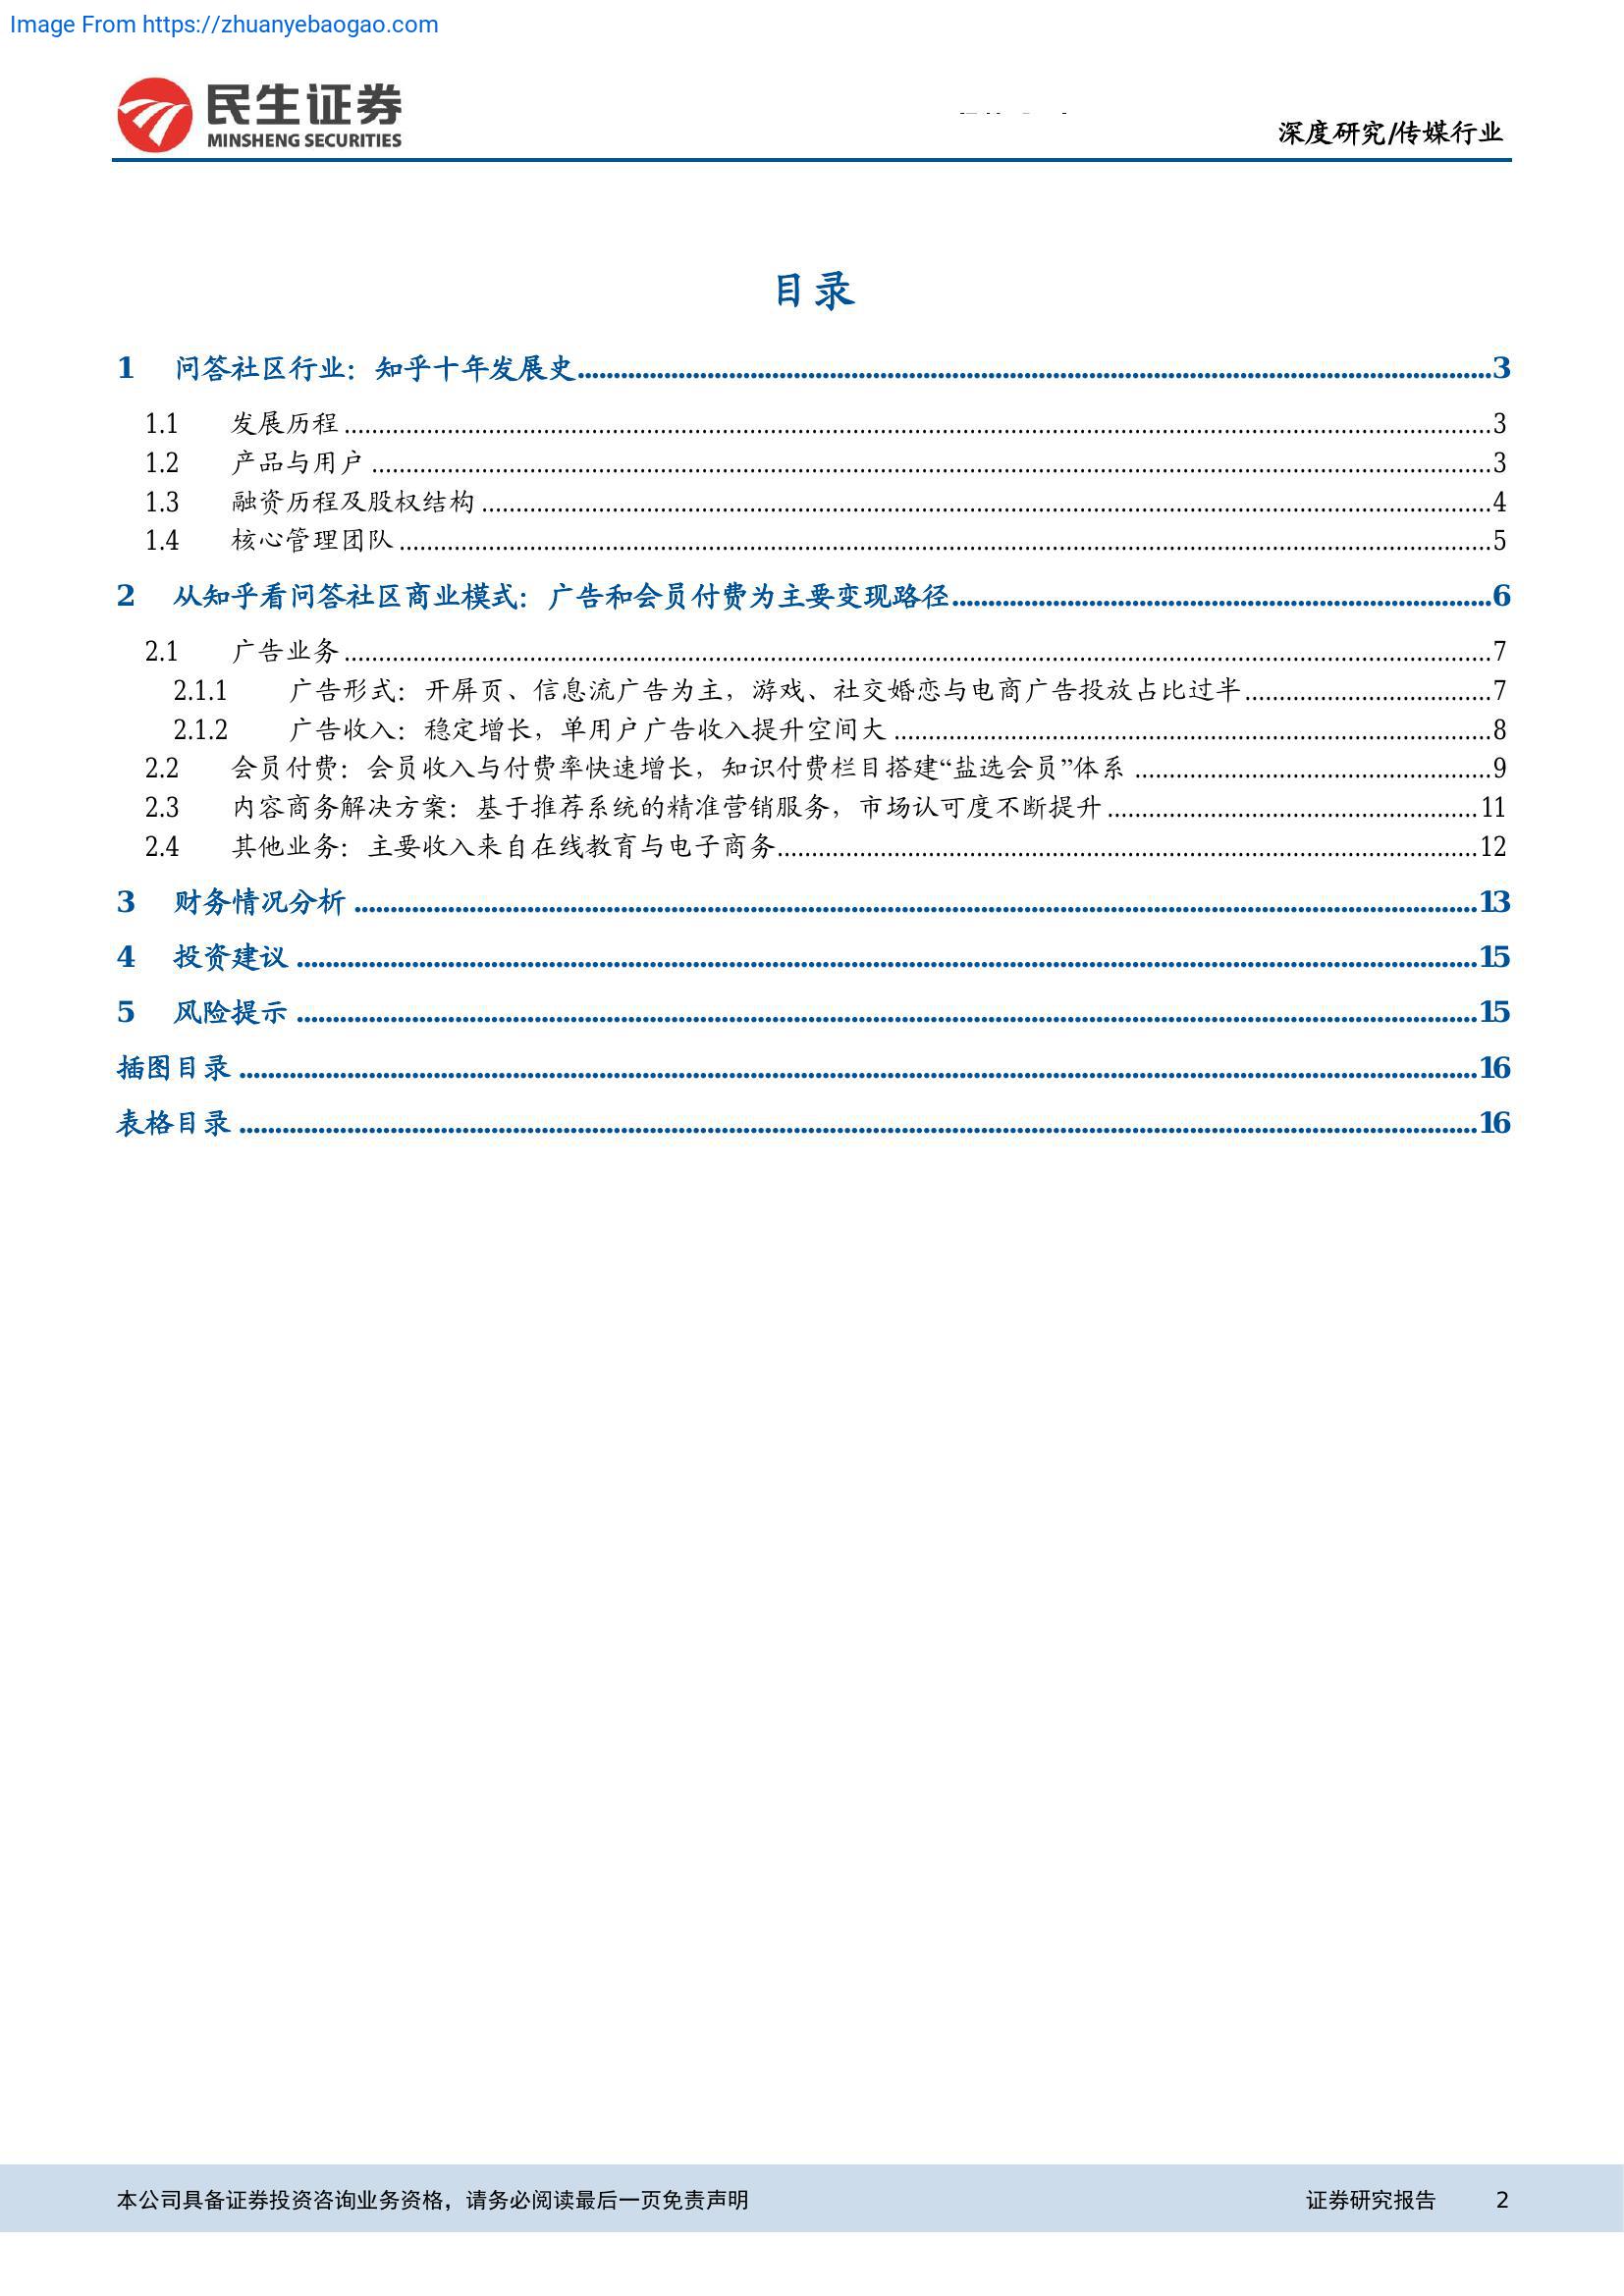 Image From https://zhuanyebaogao.com
民生证券
MINSHENG SECURITIES
深度研究/传媒行业
目录
1 问答社区行业：知乎十年发展史........3
1.1 发展历程........3
1.2 产品与用户........3
1.3 融资历程及股权结构........4
1.4 核心管理团队........5
2 从知乎看问答社区商业模式：广告和会员付费为主要变现路径........6
2.1 广告业务........7
2.1.1 广告形式：开屏页、信息流广告为主，游戏、社交婚恋与电商广告投放占比过半........7
2.1.2 广告收入：稳定增长，单用户广告收入提升空间大........8
2.2 会员付费：会员收入与付费率快速增长，知识付费栏目搭建“盐选会员”体系........9
2.3 内容商务解决方案：基于推荐系统的精准营销服务，市场认可度不断提升........11
2.4 其他业务：主要收入来自在线教育与电子商务........12
3 财务情况分析........13
4 投资建议........15
5 风险提示........15
插图目录........16
表格目录........16
本公司具备证券投资咨询业务资格，请务必阅读最后一页免责声明 证券研究报告 2